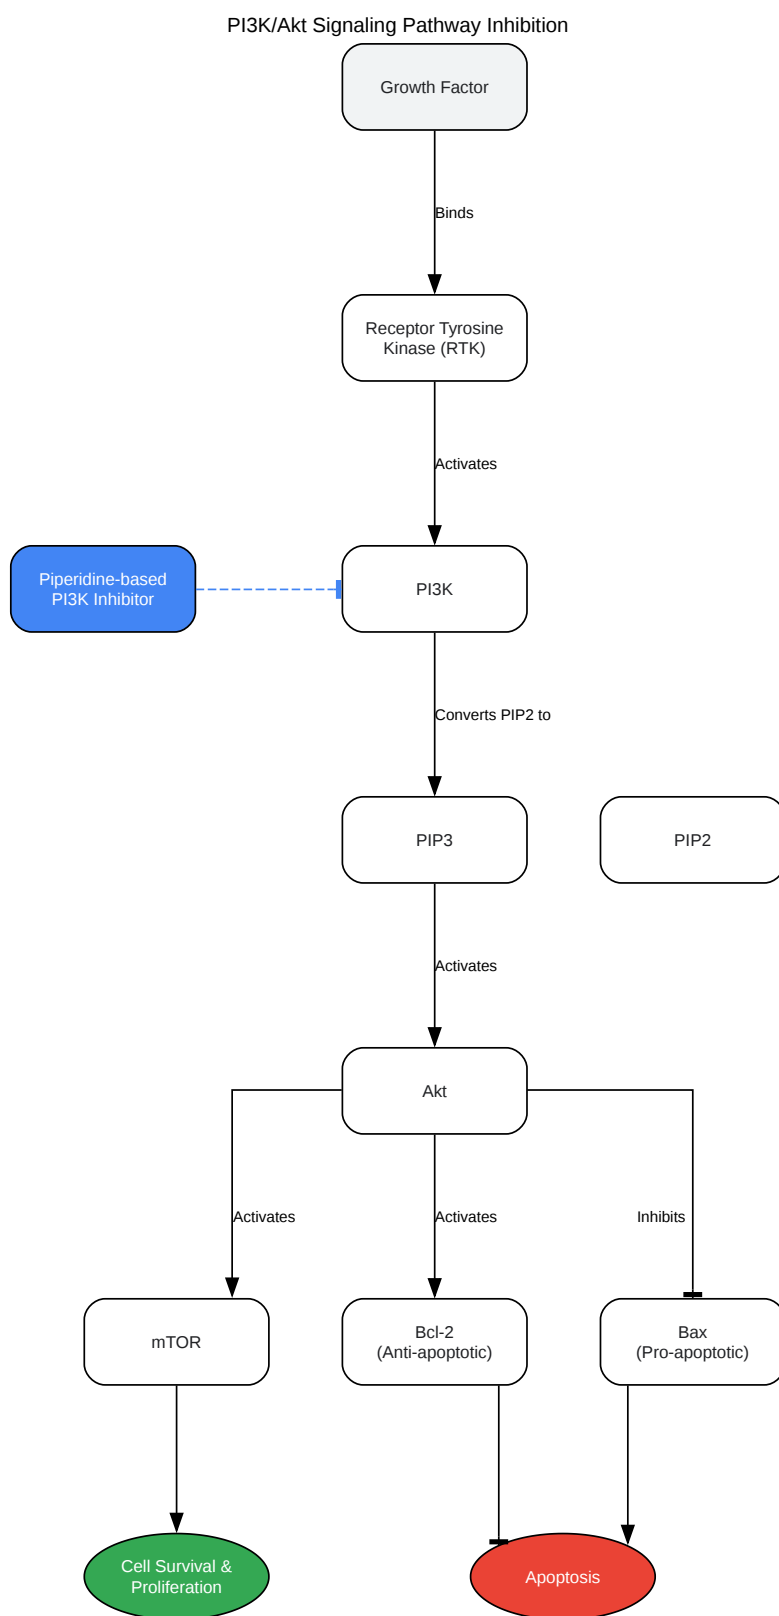 PI3K/Akt Signaling Pathway Inhibition
Growth Factor
Binds
Receptor Tyrosine
Kinase (RTK)
Activates
Piperidine-based
PI3K Inhibitor
PI3K
Converts PIP2 to
PIP3
PIP2
Activates
Akt
Activates
Activates
Inhibits
mTOR
Bcl-2
(Anti-apoptotic)
Bax
(Pro-apoptotic)
Cell Survival &
Proliferation
Apoptosis